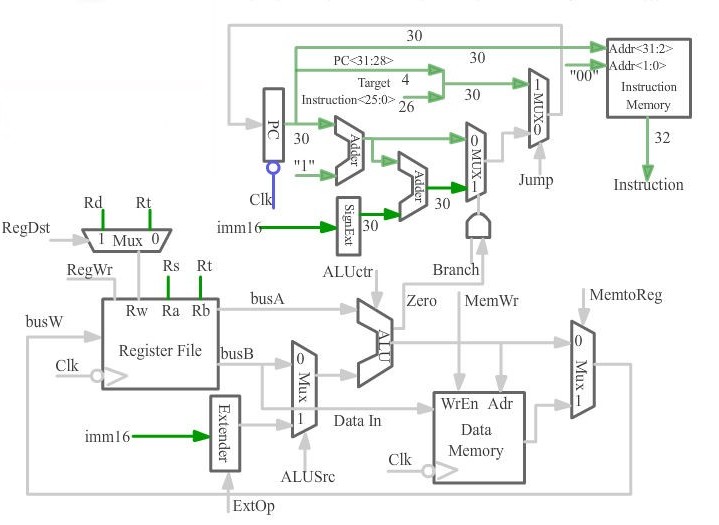 30
PC<31:28>
30
Addr<31:2>
Addr<1:0>
"00"
Target
4
Instruction<25:0>
26
30
1
MUX
0
Instruction
Memory
PC
30
Adder
0
MUX
1
32
"1"
Adder
Jump
Instruction
Clk
SignExt
30
30
imm16
Rd
Rt
RegDst
1 Mux 0
RegWr
Rs
Rt
ALUctr
Branch
Rw
Ra
Rb
busA
Zero
MemWr
MemtoReg
busW
Register File
busB
ALU
0
Mux
1
0
Mux
1
Clk
WrEn
Adr
Data In
Data
Memory
Extender
imm16
Clk
ALUSrc
ExtOp